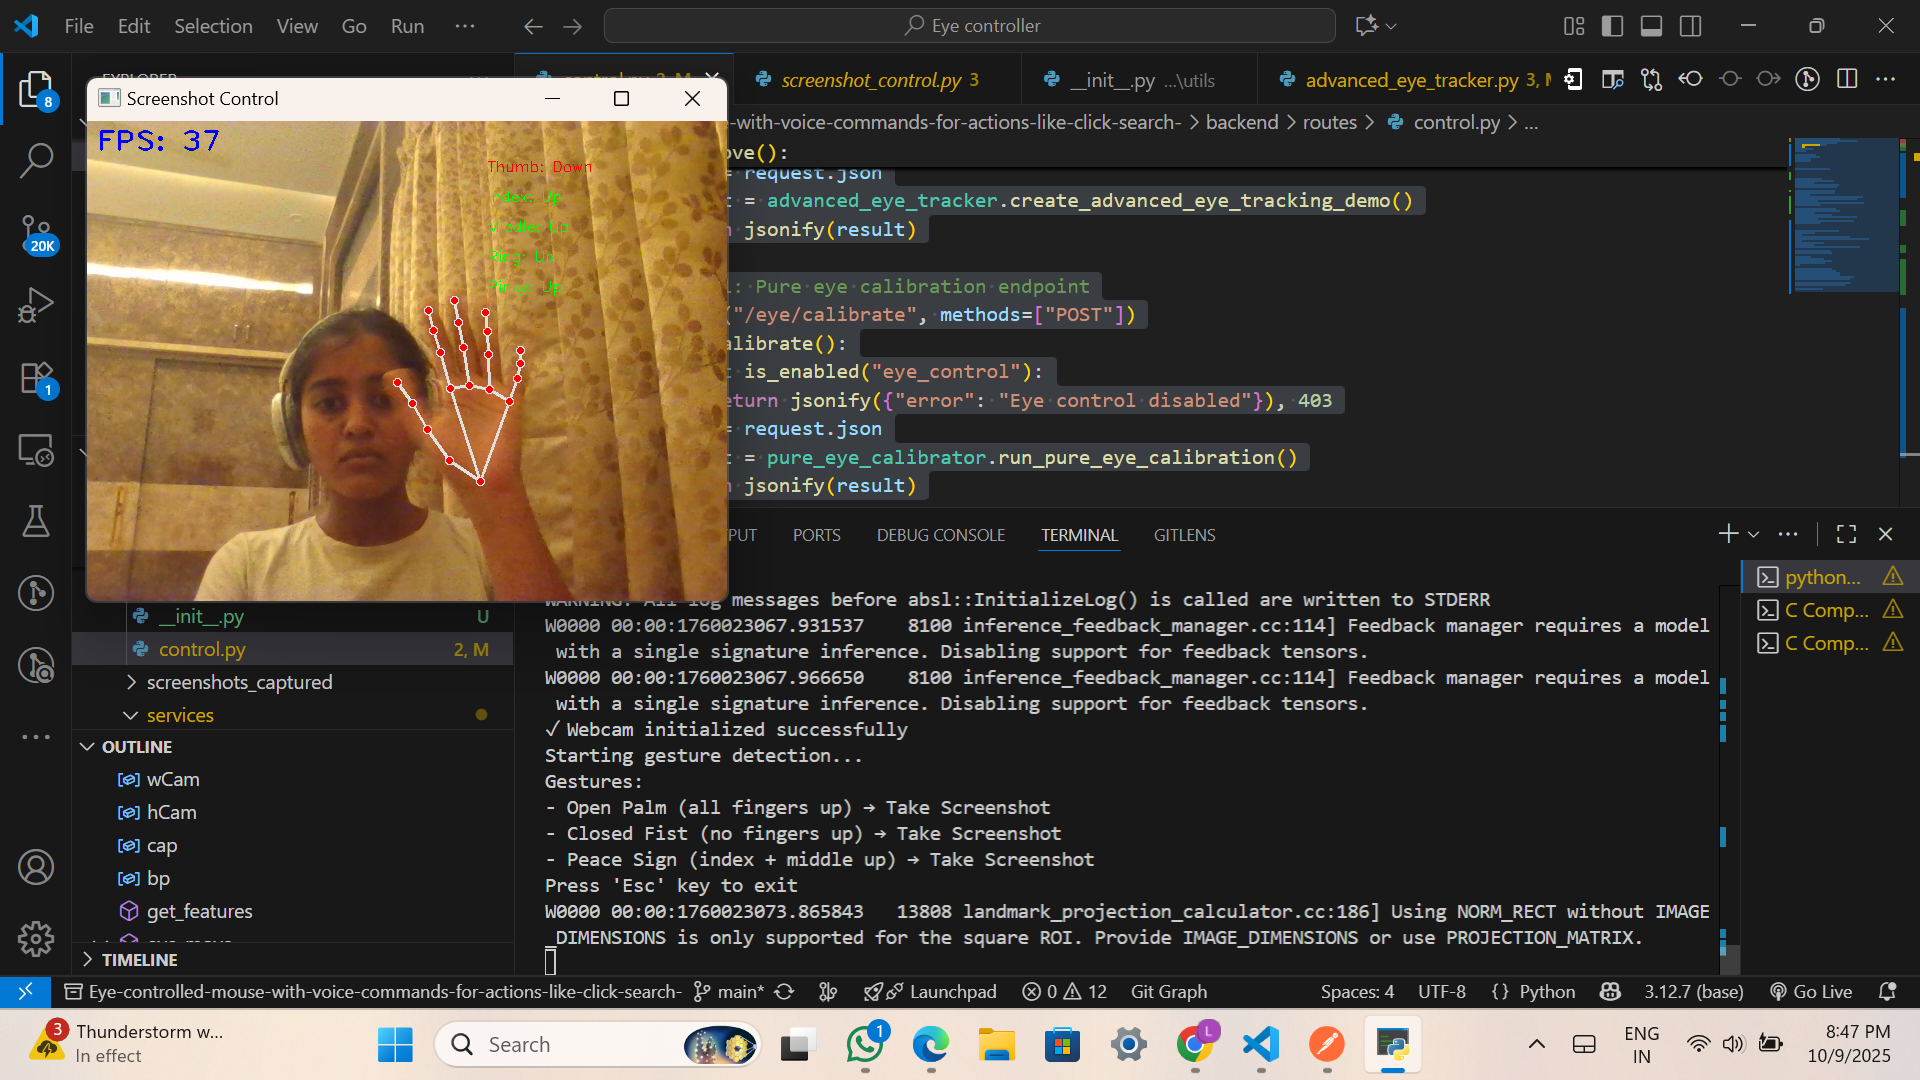 File Edit Selection View Go Run ...
Eye controller
Screenshot Control
FPS: 37
Thumb: Down
screenshot_control.py 3
__init__.py ...\utils
advanced_eye_tracker.py 3,
-with-voice-commands-for-actions-like-click-search- > backend > routes > control.py > ...
ove():
= request.json
= advanced_eye_tracker.create_advanced_eye_tracking_demo()
jsonify(result)
: Pure eye calibration endpoint
("/eye/calibrate", methods=["POST"])
alibrate():
is_enabled("eye_control"):
eturn jsonify({"error": "Eye control disabled"}), 403
= request.json
= pure_eye_calibrator.run_pure_eye_calibration()
jsonify(result)
8
20K
1
PUT PORTS DEBUG CONSOLE TERMINAL GITLENS
WARNING: All log messages before absl::InitializeLog() is called are written to STDERR
W0000 00:00:1760023067.931537 8100 inference_feedback_manager.cc:114] Feedback manager requires a model
with a single signature inference. Disabling support for feedback tensors.
W0000 00:00:1760023067.966650 8100 inference_feedback_manager.cc:114] Feedback manager requires a model
with a single signature inference. Disabling support for feedback tensors.
✓ Webcam initialized successfully
Starting gesture detection...
Gestures:
- Open Palm (all fingers up) → Take Screenshot
- Closed Fist (no fingers up) → Take Screenshot
- Peace Sign (index + middle up) → Take Screenshot
Press 'Esc' key to exit
W0000 00:00:1760023073.865843 13808 landmark_projection_calculator.cc:186] Using NORM_RECT without IMAGE
_DIMENSIONS is only supported for the square ROI. Provide IMAGE_DIMENSIONS or use PROJECTION_MATRIX.
python...
C Comp...
C Comp...
__init__.py U
control.py 2, M
screenshots_captured
services
OUTLINE
wCam
hCam
cap
bp
get_features
TIMELINE
Eye-controlled-mouse-with-voice-commands-for-actions-like-click-search- main* Launchpad 0 12 Git Graph Spaces: 4 UTF-8 {} Python 3.12.7 (base) Go Live
3
Thunderstorm w...
In effect
Search
1
L
ENG
IN
8:47 PM
10/9/2025